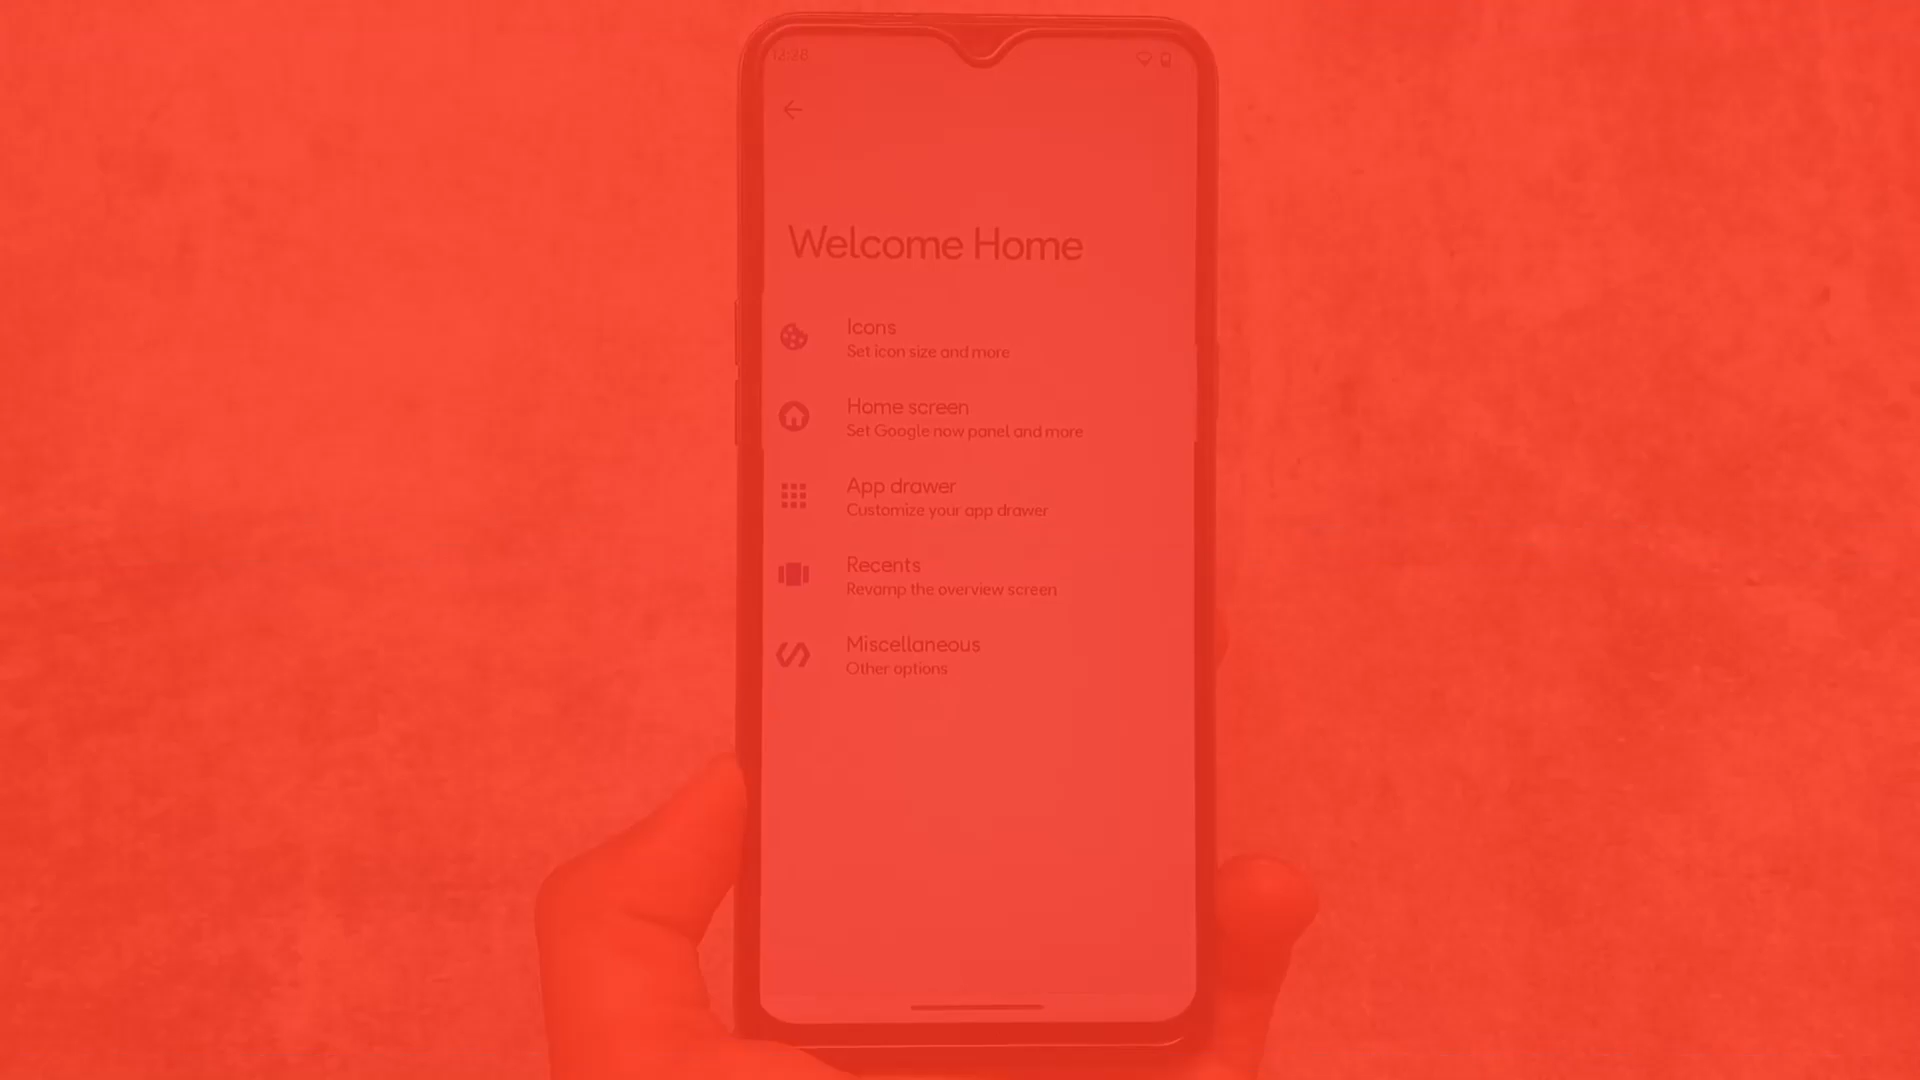 12:28
Welcome Home
Icons
Set icon size and more
Home screen
Set Google now panel and more
App drawer
Customize your app drawer
Recents
Revamp the overview screen
Miscellaneous
Other options